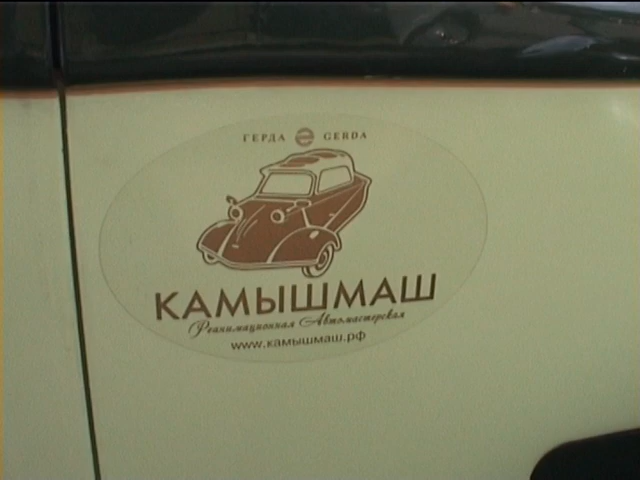 ГЕРДА GERDA
КАМЫШМАШ
Реанимационная Автомастерская
www.камышмаш.рф